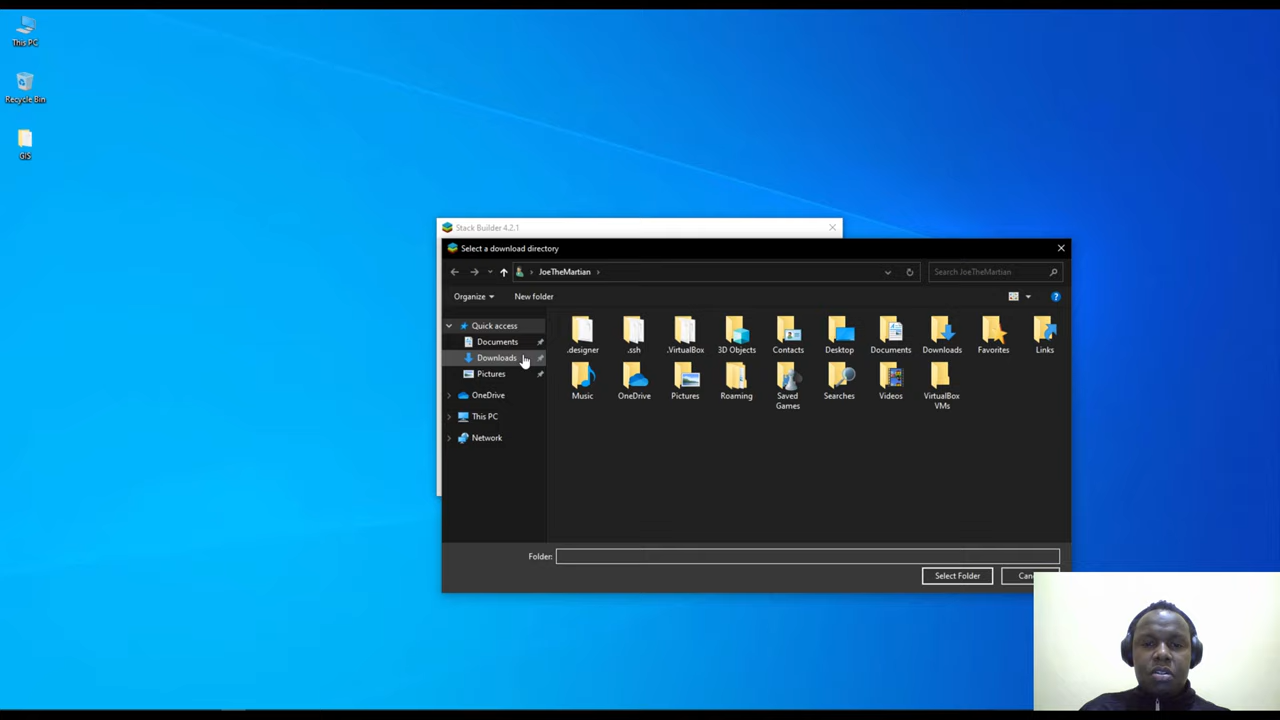 This PC
Recycle Bin
GIS
Stack Builder 4.2.1
Select a download directory
JoeTheMartian
Search JoeTheMartian
Organize
New folder
Quick access
Documents
Downloads
Pictures
OneDrive
This PC
Network
.designer
.ssh
.VirtualBox
3D Objects
Contacts
Desktop
Documents
Downloads
Favorites
Links
Music
OneDrive
Pictures
Roaming
Saved
Games
Searches
Videos
VirtualBox
VMs
Folder:
Select Folder
Can